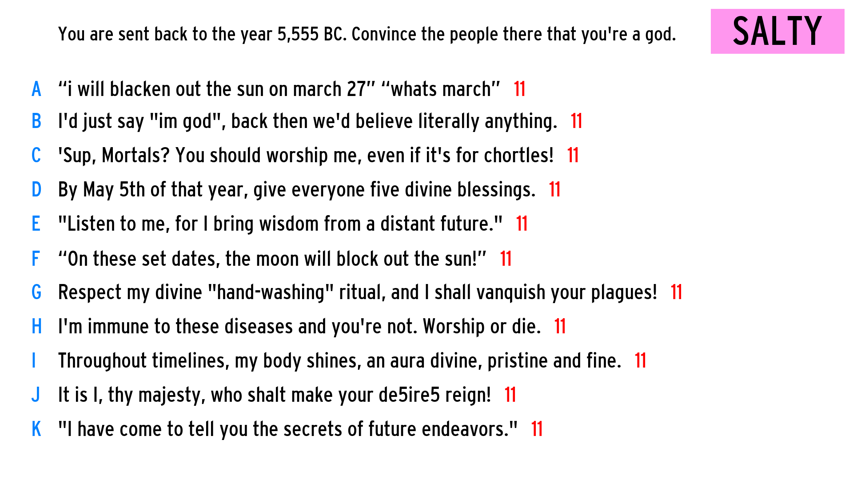 You are sent back to the year 5,555 BC. Convince the people there that you're a god.
SALTY
A “i will blacken out the sun on march 27” “whats march” 11
B I'd just say "im god", back then we'd believe literally anything. 11
C 'Sup, Mortals? You should worship me, even if it's for chortles! 11
D By May 5th of that year, give everyone five divine blessings. 11
E "Listen to me, for I bring wisdom from a distant future." 11
F “On these set dates, the moon will block out the sun!” 11
G Respect my divine "hand-washing" ritual, and I shall vanquish your plagues! 11
H I'm immune to these diseases and you're not. Worship or die. 11
I Throughout timelines, my body shines, an aura divine, pristine and fine. 11
J It is I, thy majesty, who shalt make your de5ire5 reign! 11
K "I have come to tell you the secrets of future endeavors." 11